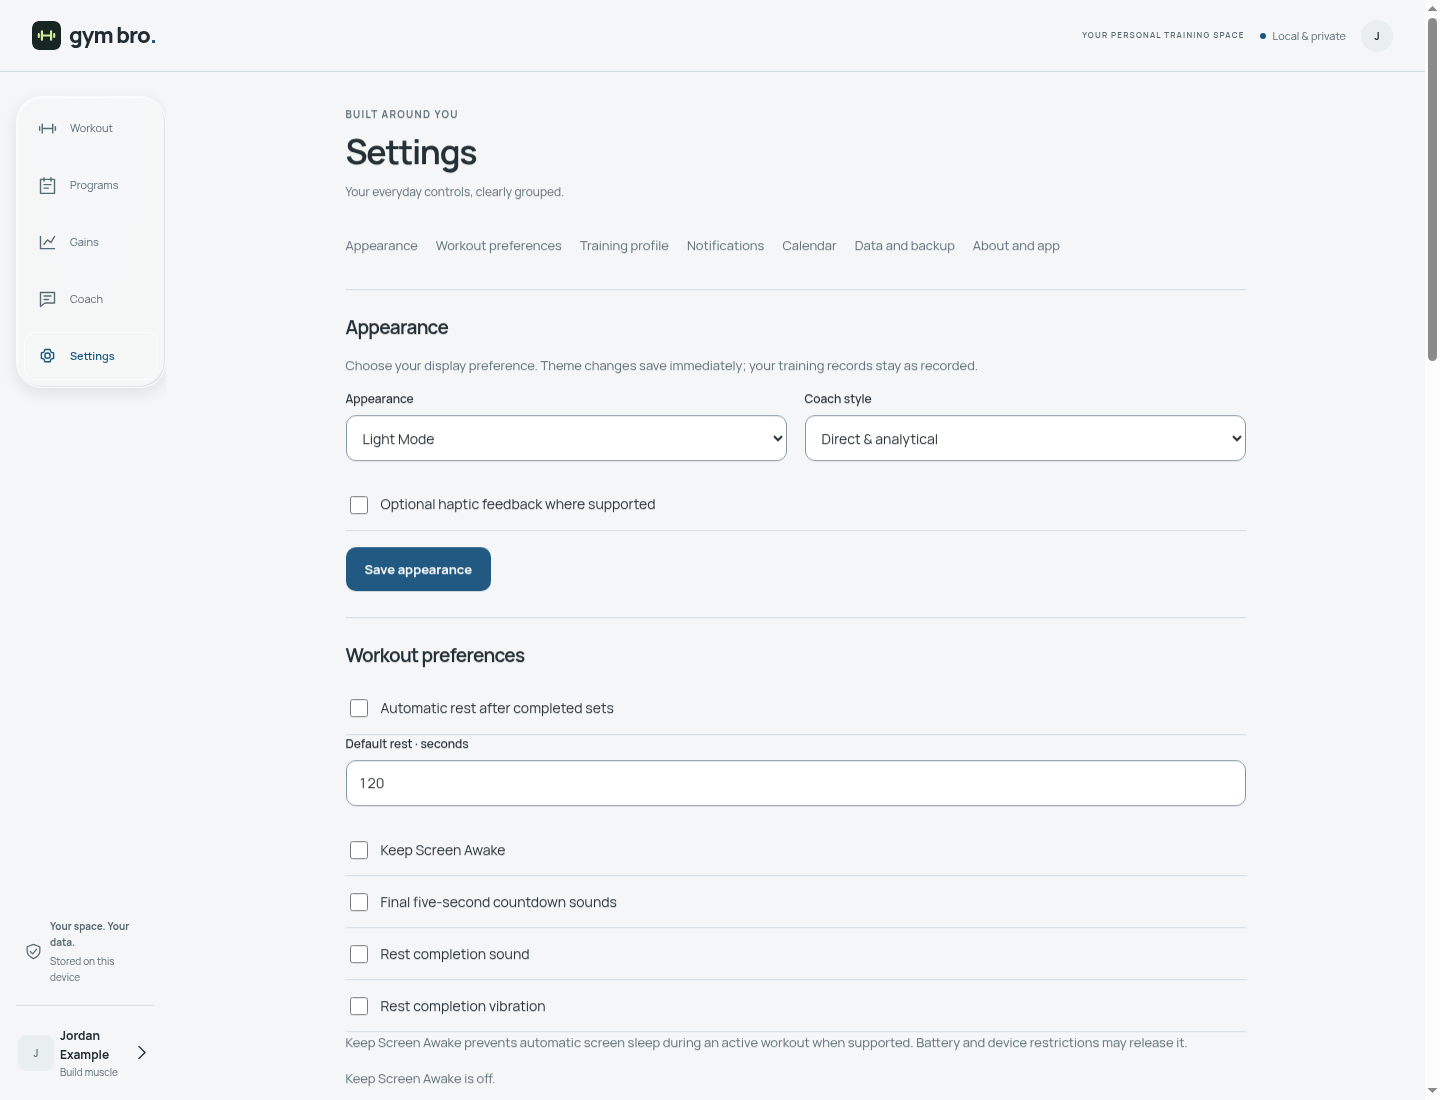 gym bro.
YOUR PERSONAL TRAINING SPACE
Local & private
J
Workout
Programs
Gains
Coach
Settings
Your space. Your
data.
Stored on this
device
J
Jordan
Example
Build muscle
BUILT AROUND YOU
Settings
Your everyday controls, clearly grouped.
Appearance Workout preferences Training profile Notifications Calendar Data and backup About and app
Appearance
Choose your display preference. Theme changes save immediately; your training records stay as recorded.
Appearance
Light Mode
Coach style
Direct & analytical
Optional haptic feedback where supported
Save appearance
Workout preferences
Automatic rest after completed sets
Default rest · seconds
120
Keep Screen Awake
Final five-second countdown sounds
Rest completion sound
Rest completion vibration
Keep Screen Awake prevents automatic screen sleep during an active workout when supported. Battery and device restrictions may release it.
Keep Screen Awake is off.